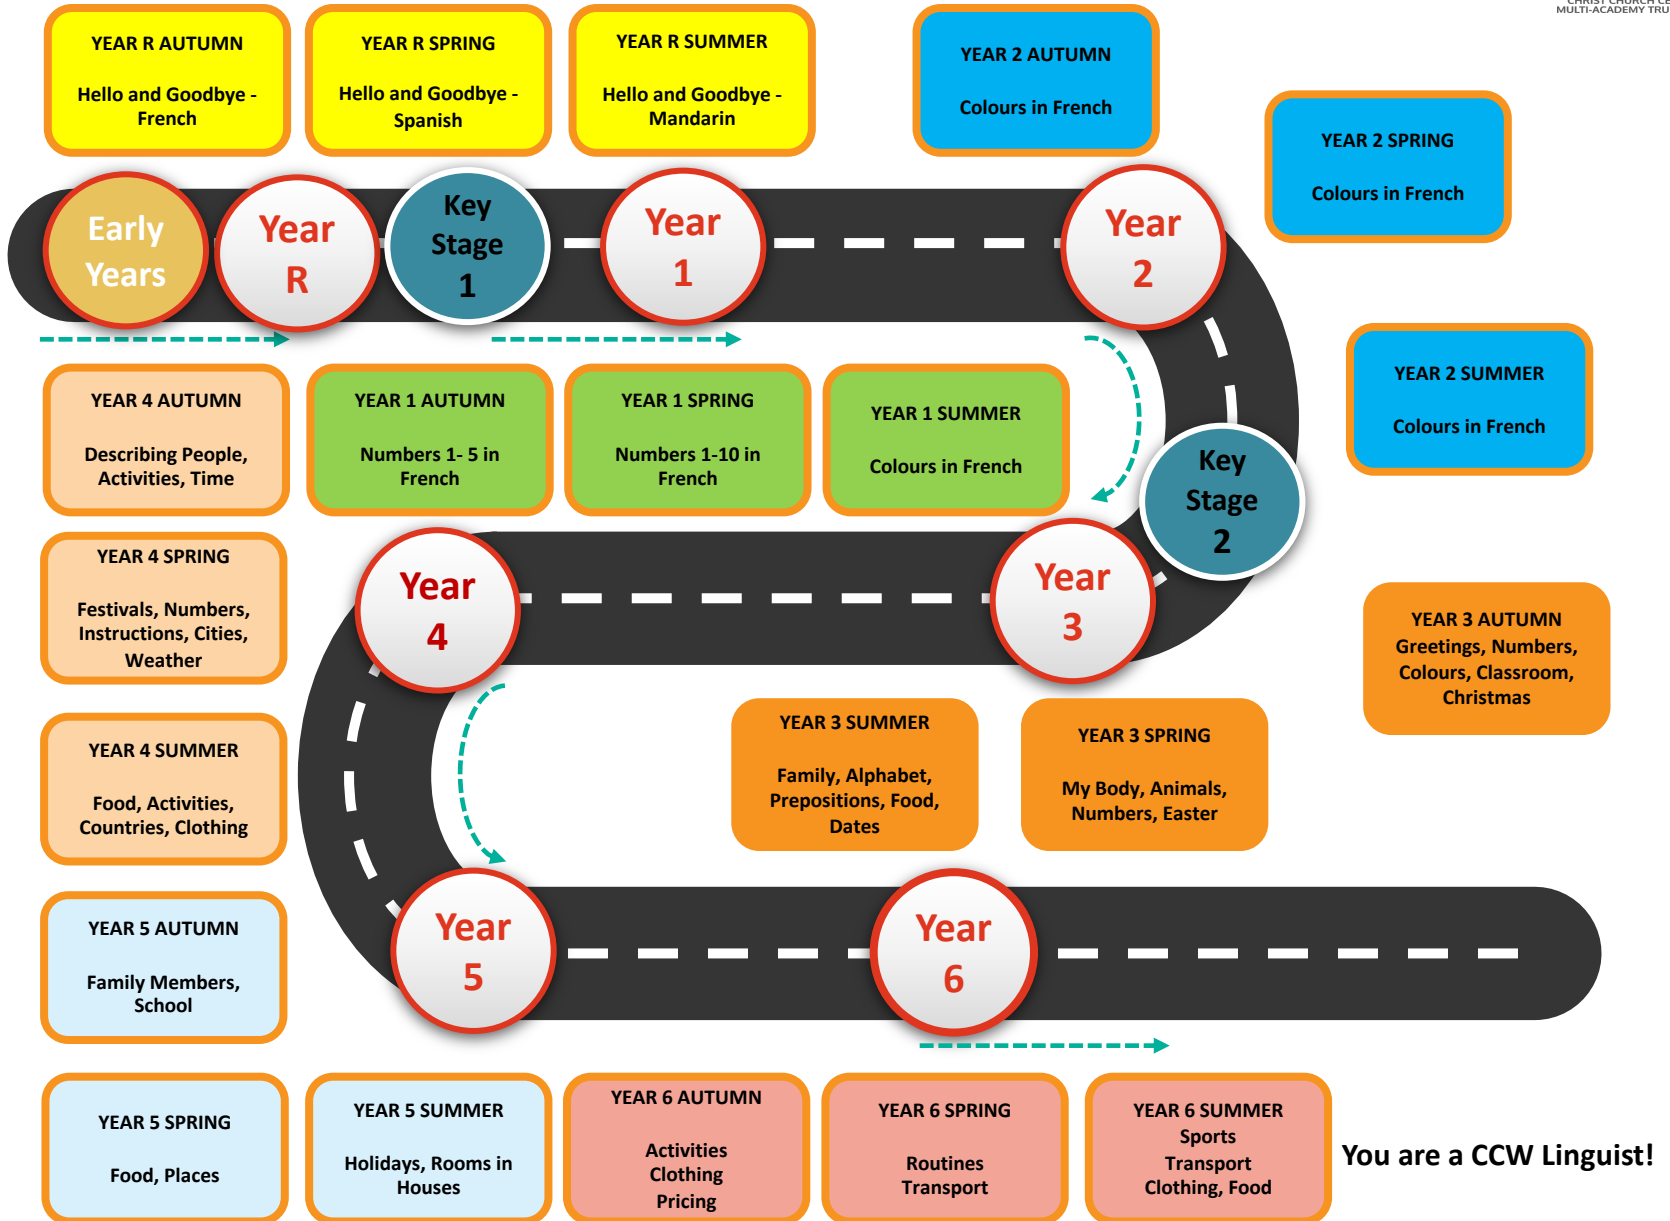 CHRIST CHURCH CE
MULTI-ACADEMY TRU
YEAR R AUTUMN
Hello and Goodbye -
French
YEAR R SPRING
Hello and Goodbye -
Spanish
YEAR R SUMMER
Hello and Goodbye -
Mandarin
YEAR 2 AUTUMN
Colours in French
YEAR 2 SPRING
Colours in French
Early
Years
Year
R
Key
Stage
1
Year
1
Year
2
YEAR 2 SUMMER
Colours in French
YEAR 4 AUTUMN
Describing People,
Activities, Time
YEAR 1 AUTUMN
Numbers 1- 5 in
French
YEAR 1 SPRING
Numbers 1-10 in
French
YEAR 1 SUMMER
Colours in French
Key
Stage
2
YEAR 4 SPRING
Festivals, Numbers,
Instructions, Cities,
Weather
Year
4
Year
3
YEAR 3 AUTUMN
Greetings, Numbers,
Colours, Classroom,
Christmas
YEAR 4 SUMMER
Food, Activities,
Countries, Clothing
YEAR 3 SUMMER
Family, Alphabet,
Prepositions, Food,
Dates
YEAR 3 SPRING
My Body, Animals,
Numbers, Easter
YEAR 5 AUTUMN
Family Members,
School
Year
5
Year
6
YEAR 5 SPRING
Food, Places
YEAR 5 SUMMER
Holidays, Rooms in
Houses
YEAR 6 AUTUMN
Activities
Clothing
Pricing
YEAR 6 SPRING
Routines
Transport
YEAR 6 SUMMER
Sports
Transport
Clothing, Food
You are a CCW Linguist!